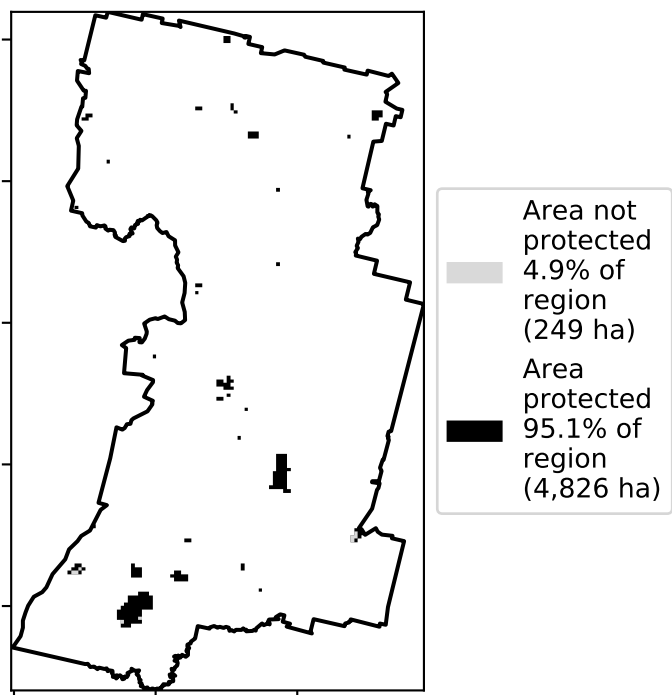 Area not
protected
4.9% of
region
(249 ha)
Area
protected
95.1% of
region
(4,826 ha)